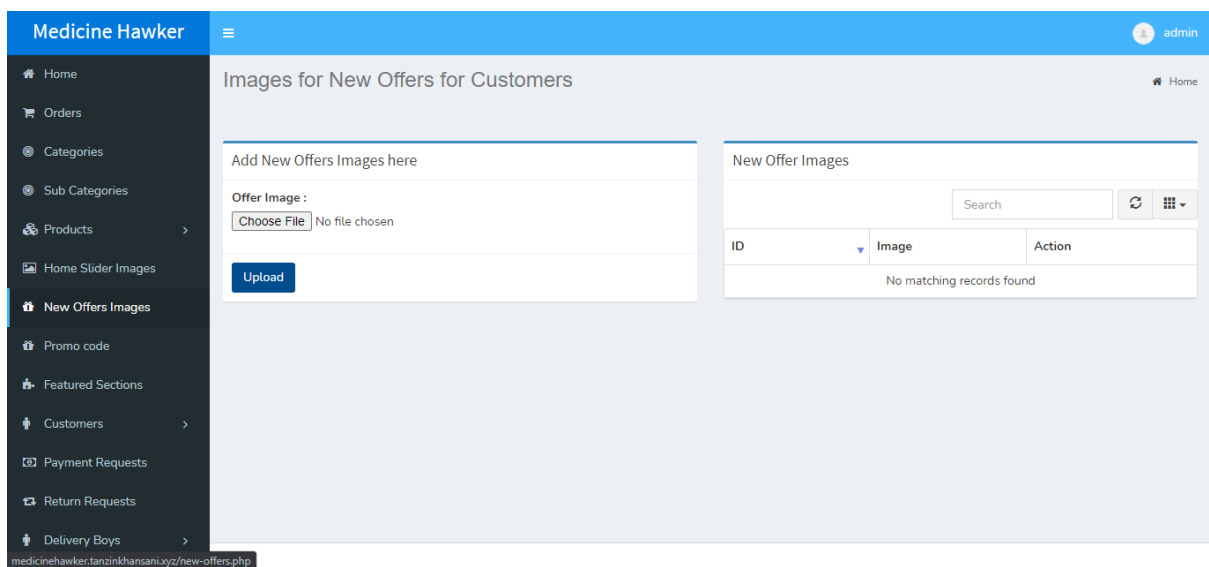 Medicine Hawker
admin
Home
Orders
Categories
Sub Categories
Products
Home Slider Images
New Offers Images
Promo code
Featured Sections
Customers
Payment Requests
Return Requests
Delivery Boys
medicinehawker.tanzinkhansani.xyz/new-offers.php
Images for New Offers for Customers
Home
Add New Offers Images here
Offer Image :
Choose File No file chosen
Upload
New Offer Images
Search
ID Image Action
No matching records found